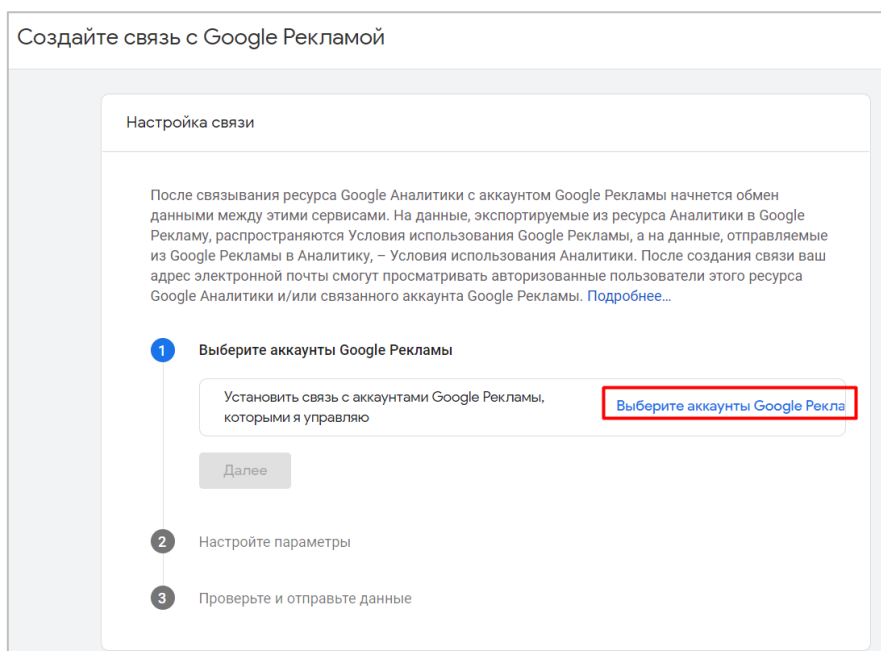 Создайте связь с Google Рекламой
Настройка связи
После связывания ресурса Google Аналитики с аккаунтом Google Рекламы начнется обмен
данными между этими сервисами. На данные, экспортируемые из ресурса Аналитики в Google
Рекламу, распространяются Условия использования Google Рекламы, а на данные, отправляемые
из Google Рекламы в Аналитику, – Условия использования Аналитики. После создания связи ваш
адрес электронной почты смогут просматривать авторизованные пользователи этого ресурса
Google Аналитики и/или связанного аккаунта Google Рекламы. Подробнее...
1 Выберите аккаунты Google Рекламы
Установить связь с аккаунтами Google Рекламы,
которыми я управляю
Выберите аккаунты Google Рекла
Далее
2 Настройте параметры
3 Проверьте и отправьте данные